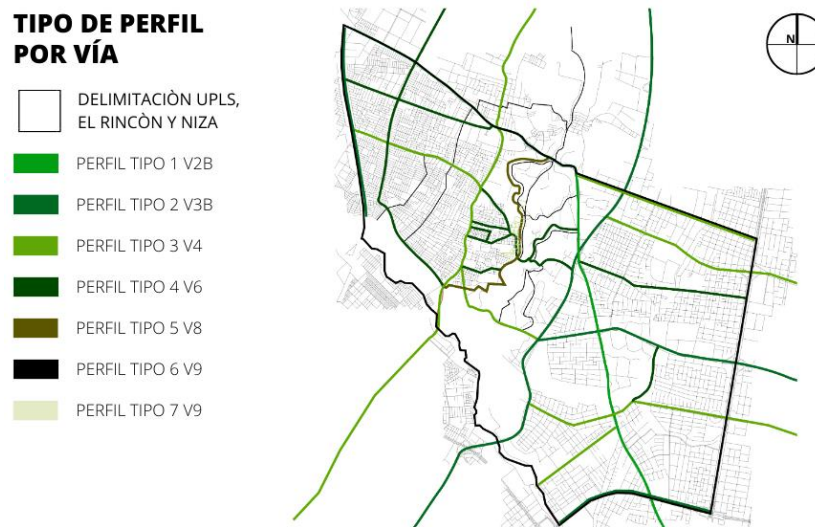 TIPO DE PERFIL
POR VÍA
N
DELIMITACIÒN UPLS,
EL RINCÒN Y NIZA
PERFIL TIPO 1 V2B
PERFIL TIPO 2 V3B
PERFIL TIPO 3 V4
PERFIL TIPO 4 V6
PERFIL TIPO 5 V8
PERFIL TIPO 6 V9
PERFIL TIPO 7 V9